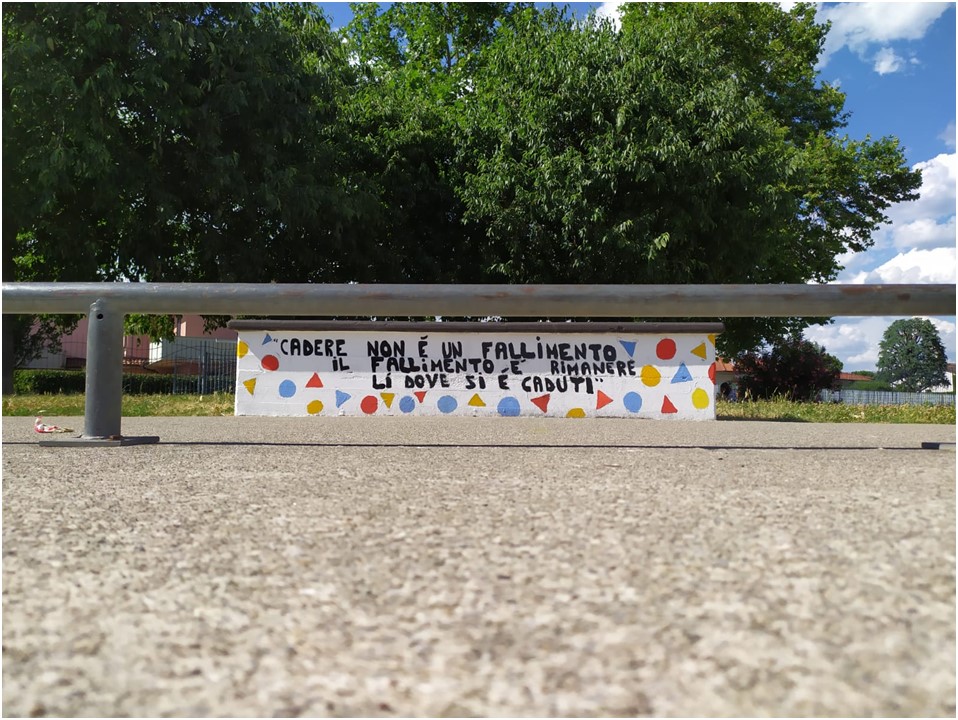 "CADERE NON É UN FALLIMENTO
IL FALLIMENTO É RIMANERE
LÍ DOVE SI É CADUTI"